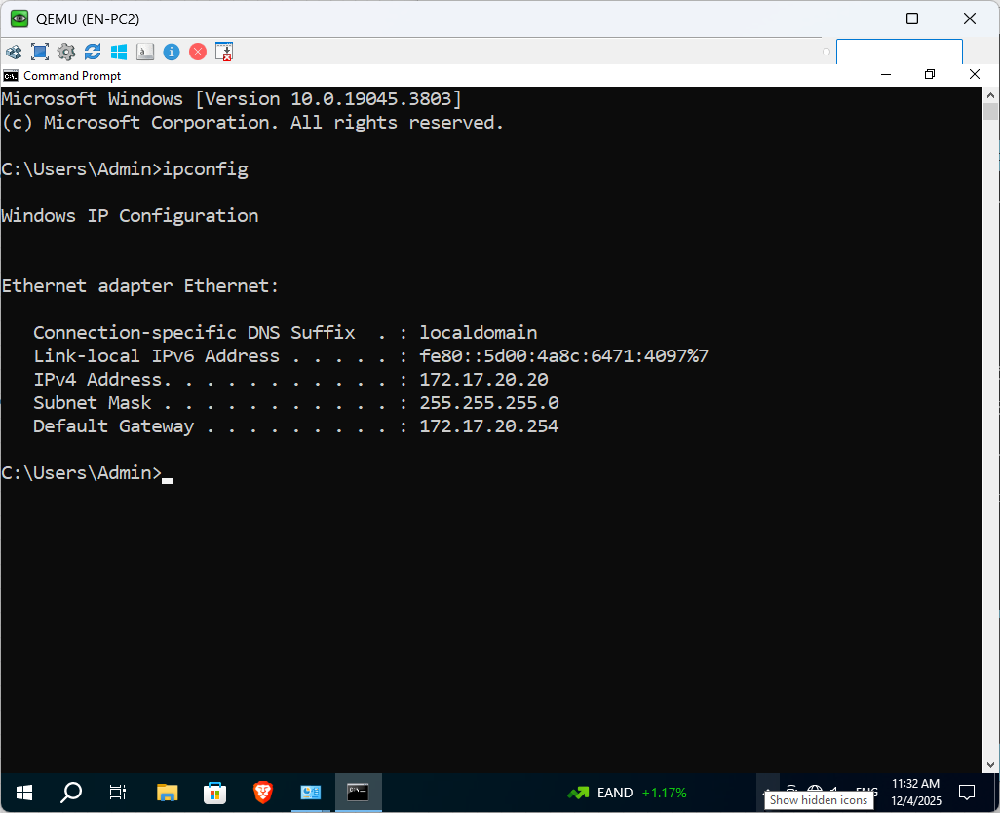 QEMU (EN-PC2)
Command Prompt
Microsoft Windows [Version 10.0.19045.3803]
(c) Microsoft Corporation. All rights reserved.
C:\Users\Admin>ipconfig
Windows IP Configuration
Ethernet adapter Ethernet:
Connection-specific DNS Suffix  . : localdomain
Link-local IPv6 Address . . . . . : fe80::5d00:4a8c:6471:4097%7
IPv4 Address. . . . . . . . . . . : 172.17.20.20
Subnet Mask . . . . . . . . . . . : 255.255.255.0
Default Gateway . . . . . . . . . : 172.17.20.254
C:\Users\Admin>
EAND +1.17%
ENG
11:32 AM
12/4/2025
Show hidden icons